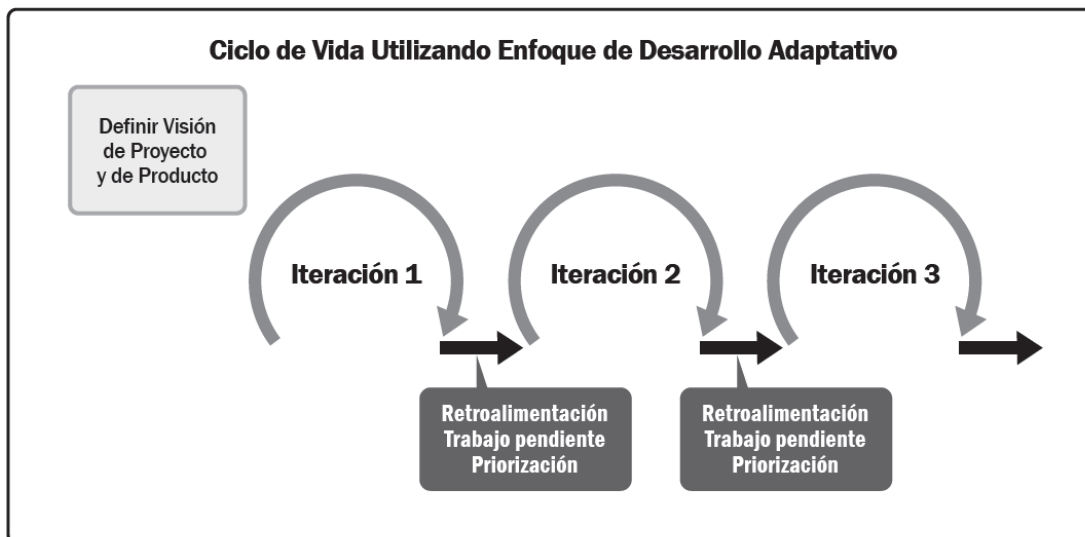 Ciclo de Vida Utilizando Enfoque de Desarrollo Adaptativo
Definir Visión
de Proyecto
y de Producto
Iteración 1
Iteración 2
Iteración 3
Retroalimentación
Trabajo pendiente
Priorización
Retroalimentación
Trabajo pendiente
Priorización